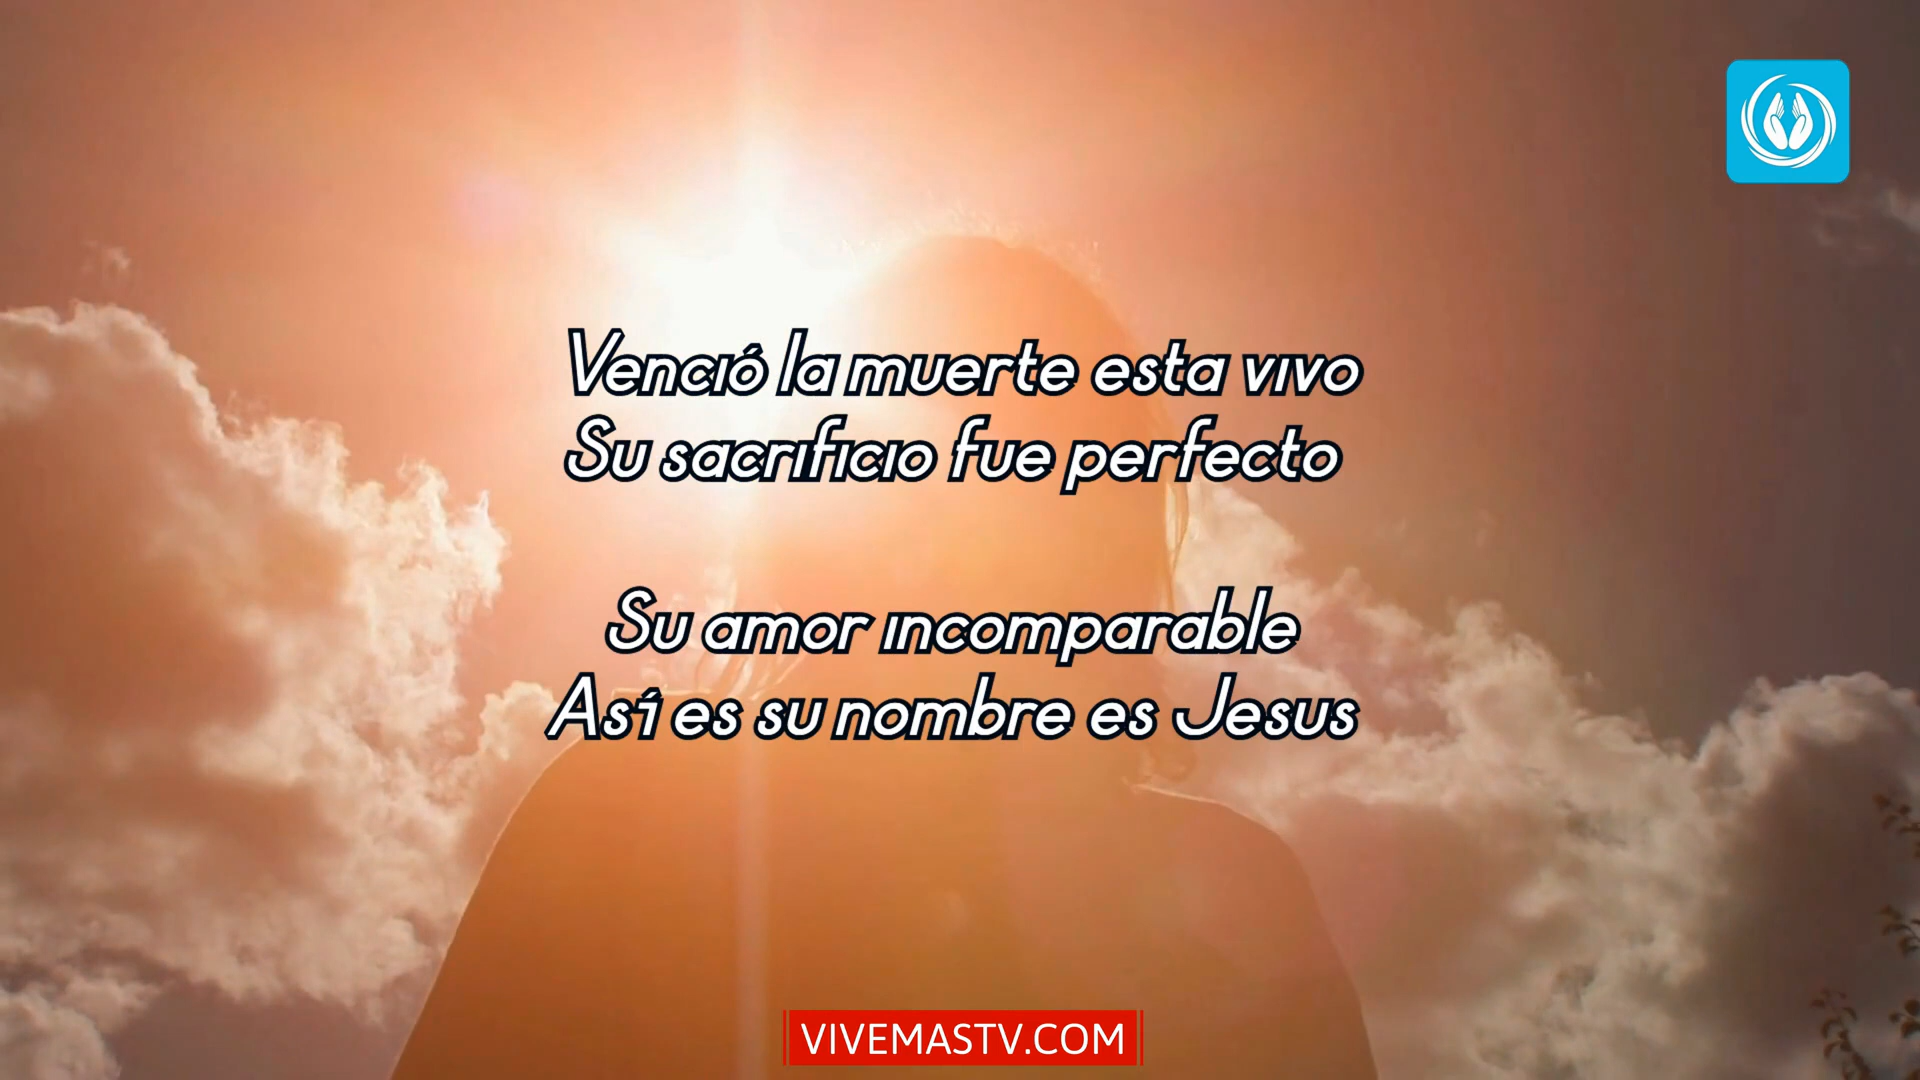 Venció la muerte esta vivo
Su sacrificio fue perfecto
Su amor incomparable
Así es su nombre es Jesus
VIVEMASTV.COM